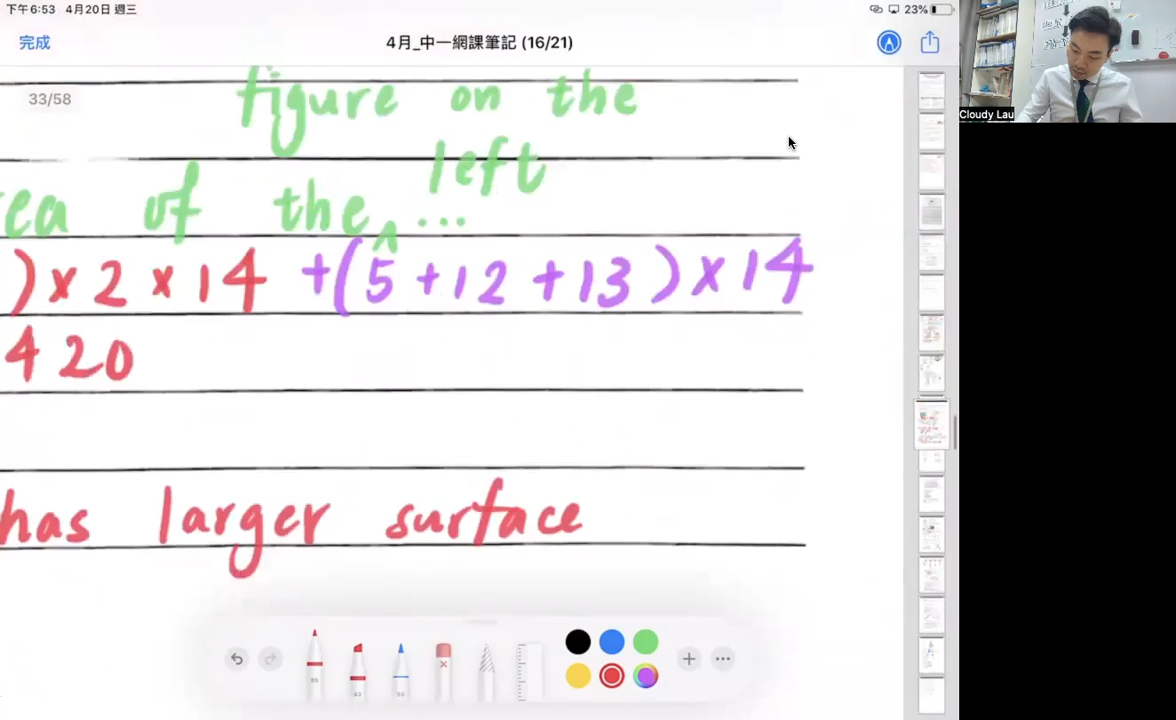 下午6:53 4月20日 週三
23%
完成
4月_中一網課筆記 (16/21)
Cloudy Lau
33/58
figure on the
left
ea of the ^ ...
) x 2 x 14 + (5 + 12 + 13) x 14
420
has larger surface